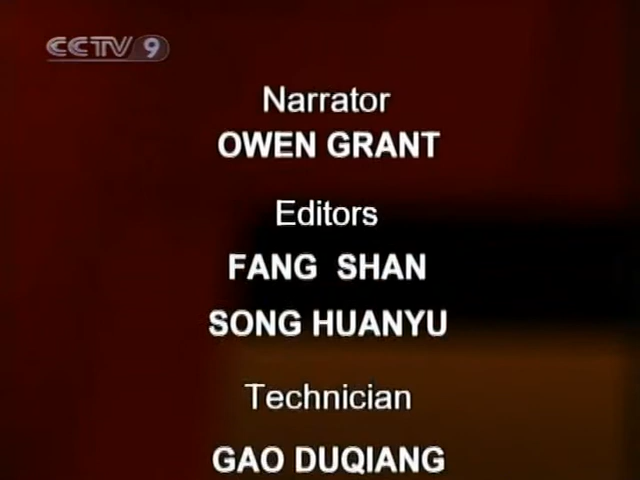 CCTV 9
Narrator
OWEN GRANT
Editors
FANG SHAN
SONG HUANYU
Technician
GAO DUQIANG